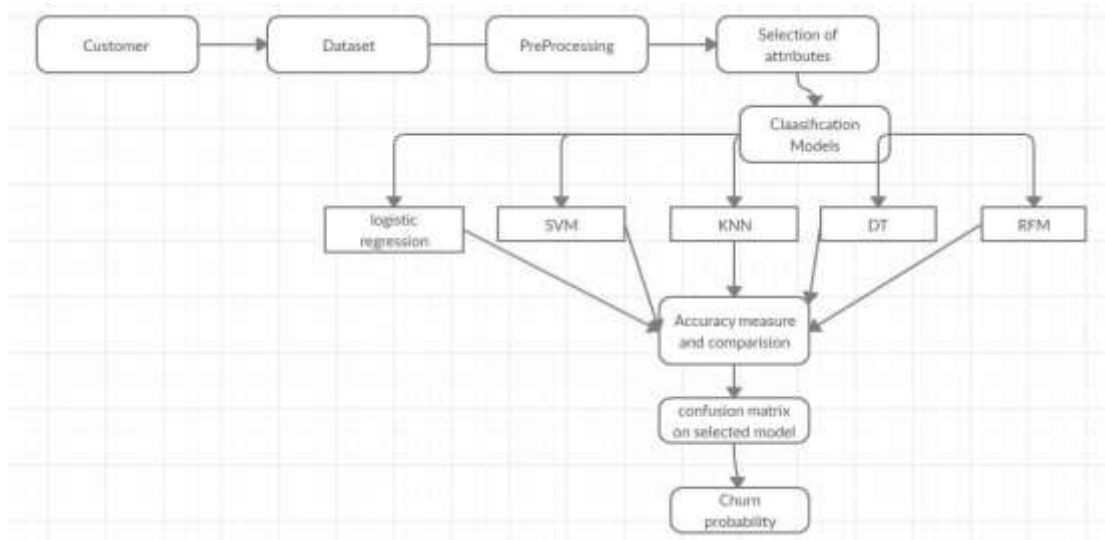 Customer
Dataset
PreProcessing
Selection of
attributes
Claasification
Models
logistic
regression
SVM
KNN
DT
RFM
Accuracy measure
and comparision
confusion matrix
on selected model
Churn
probability